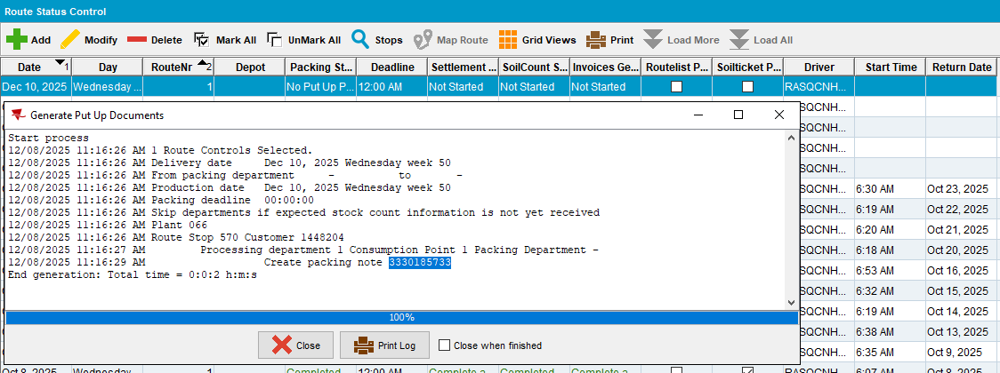 Route Status Control
Add Modify Delete Mark All UnMark All Stops Map Route Grid Views Print Load More Load All
Date 1 Day RouteNr 2 Depot Packing St... Deadline Settlement ... SoilCount S... Invoices Ge... Routelist P... Soilticket P... Driver Start Time Return Date
Dec 10, 2025 Wednesday ... 1 No Put Up P... 12:00 AM Not Started Not Started Not Started RASQCNH...
Generate Put Up Documents
SQCNH...
SQCNH...
SQCNH...
SQCNH...
SQCNH... 6:30 AM Oct 23, 2025
SQCNH... 6:19 AM Oct 22, 2025
SQCNH... 6:20 AM Oct 21, 2025
SQCNH... 6:18 AM Oct 20, 2025
SQCNH... 6:53 AM Oct 16, 2025
SQCNH... 6:32 AM Oct 15, 2025
SQCNH... 6:19 AM Oct 14, 2025
SQCNH... 6:38 AM Oct 13, 2025
SQCNH... 6:35 AM Oct 9, 2025
Start process
12/08/2025 11:16:26 AM 1 Route Controls Selected.
12/08/2025 11:16:26 AM Delivery date Dec 10, 2025 Wednesday week 50
12/08/2025 11:16:26 AM From packing department - to -
12/08/2025 11:16:26 AM Production date Dec 10, 2025 Wednesday week 50
12/08/2025 11:16:26 AM Packing deadline 00:00:00
12/08/2025 11:16:26 AM Skip departments if expected stock count information is not yet received
12/08/2025 11:16:26 AM Plant 066
12/08/2025 11:16:26 AM Route Stop 570 Customer 1448204
12/08/2025 11:16:27 AM Processing department 1 Consumption Point 1 Packing Department -
12/08/2025 11:16:29 AM Create packing note 3330185733
End generation: Total time = 0:0:2 h:m:s
100%
Close Print Log Close when finished
Oct 8, 2025 Wednesday ... 1 Completed 12:00 AM Complete a... Completed Complete a... RASQCNH... 6:07 AM Oct 8, 2025